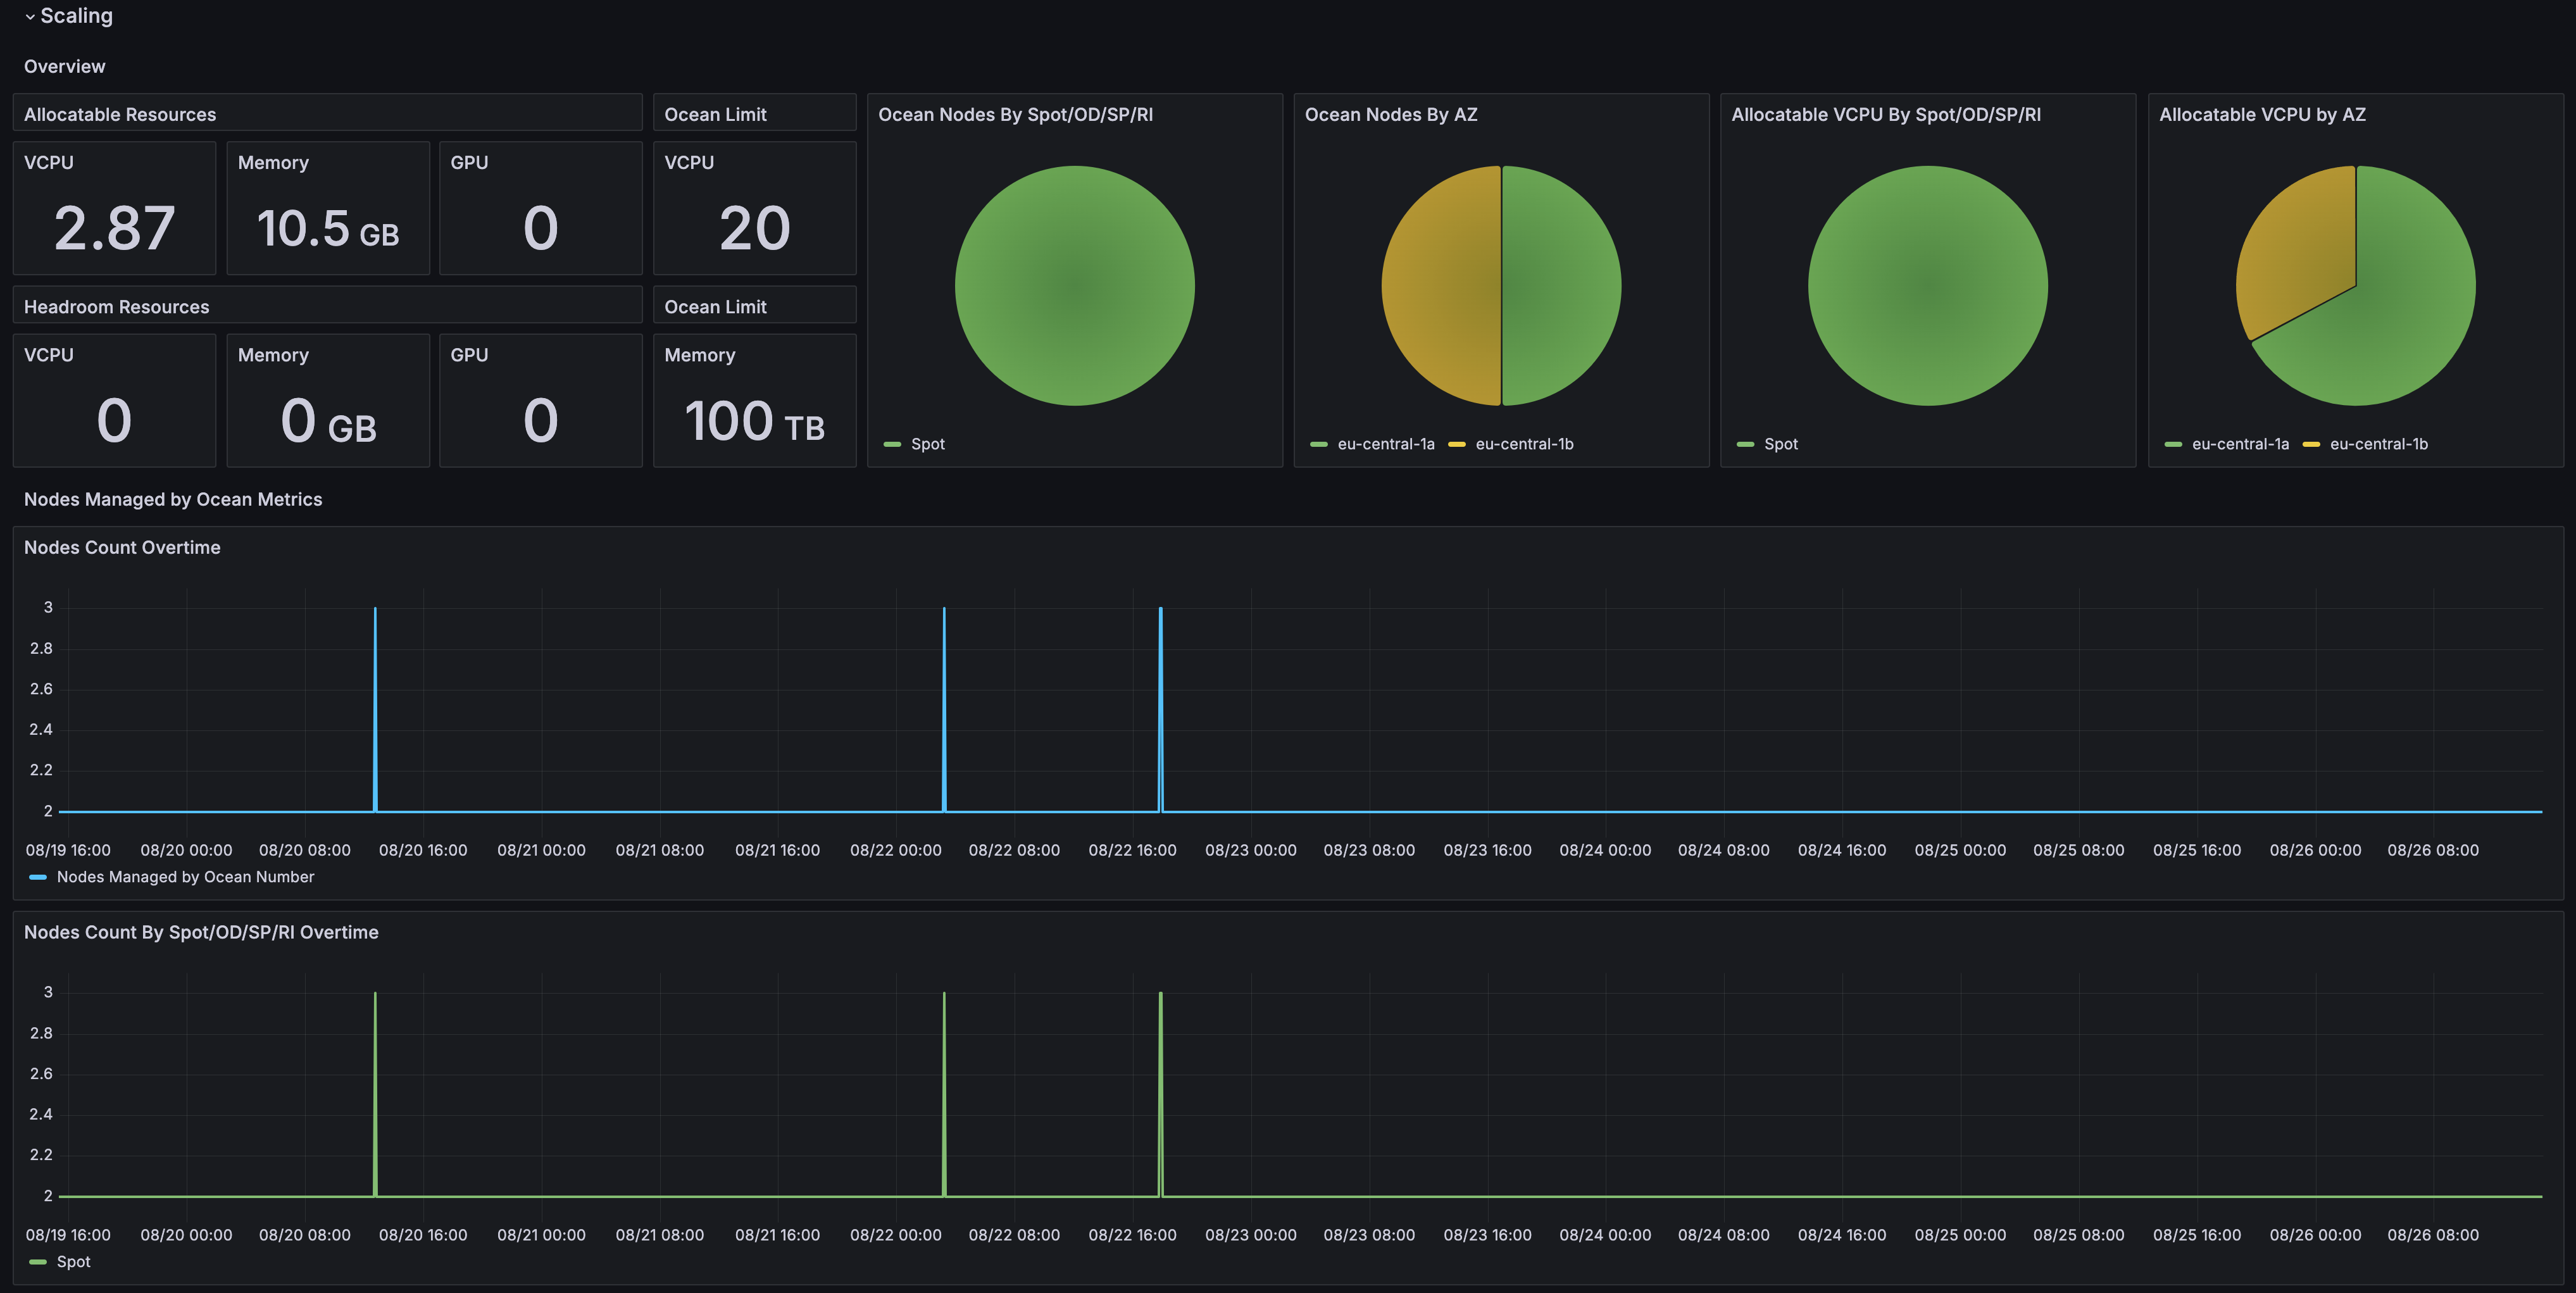 Scaling
Overview
Allocatable Resources
Ocean Limit
VCPU
2.87
Memory
10.5 GB
GPU
0
VCPU
20
Headroom Resources
Ocean Limit
VCPU
0
Memory
0 GB
GPU
0
Memory
100 TB
Ocean Nodes By Spot/OD/SP/RI
Spot
Ocean Nodes By AZ
eu-central-1a eu-central-1b
Allocatable VCPU By Spot/OD/SP/RI
Spot
Allocatable VCPU by AZ
eu-central-1a eu-central-1b
Nodes Managed by Ocean Metrics
Nodes Count Overtime
3
2.8
2.6
2.4
2.2
2
08/19 16:00 08/20 00:00 08/20 08:00 08/20 16:00 08/21 00:00 08/21 08:00 08/21 16:00 08/22 00:00 08/22 08:00 08/22 16:00 08/23 00:00 08/23 08:00 08/23 16:00 08/24 00:00 08/24 08:00 08/24 16:00 08/25 00:00 08/25 08:00 08/25 16:00 08/26 00:00 08/26 08:00
Nodes Managed by Ocean Number
Nodes Count By Spot/OD/SP/RI Overtime
3
2.8
2.6
2.4
2.2
2
08/19 16:00 08/20 00:00 08/20 08:00 08/20 16:00 08/21 00:00 08/21 08:00 08/21 16:00 08/22 00:00 08/22 08:00 08/22 16:00 08/23 00:00 08/23 08:00 08/23 16:00 08/24 00:00 08/24 08:00 08/24 16:00 08/25 00:00 08/25 08:00 08/25 16:00 08/26 00:00 08/26 08:00
Spot